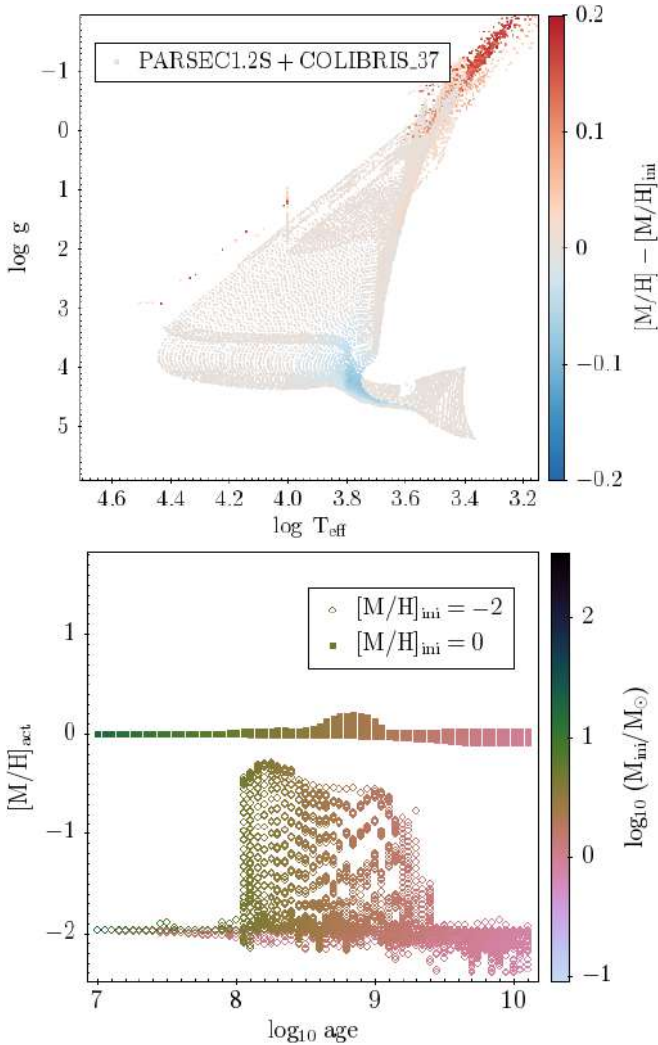 PARSEC1.2S + COLIBRIS_37
−1
0
1
2
3
4
5
log g
4.6 4.4 4.2 4.0 3.8 3.6 3.4 3.2
log T_eff
0.2
0.1
0
−0.1
−0.2
[M/H] − [M/H]_ini
[M/H]_ini = −2
[M/H]_ini = 0
1
0
−1
−2
[M/H]_act
7 8 9 10
log₁₀ age
2
1
0
−1
log₁₀ (M_ini/M_⊙)